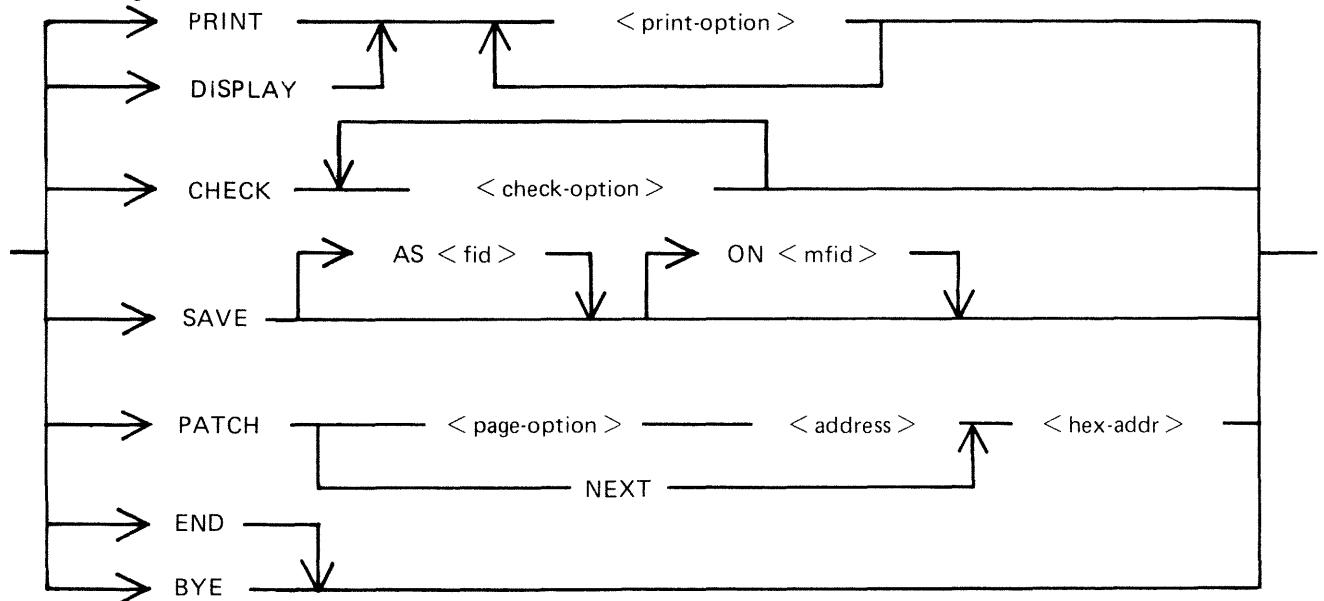 PRINT < print-option >
DiSPLAY
CHECK < check-option >
AS < fid > ON < mfid >
SAVE
PATCH < page-option > < address > < hex-addr >
NEXT
END
BYE